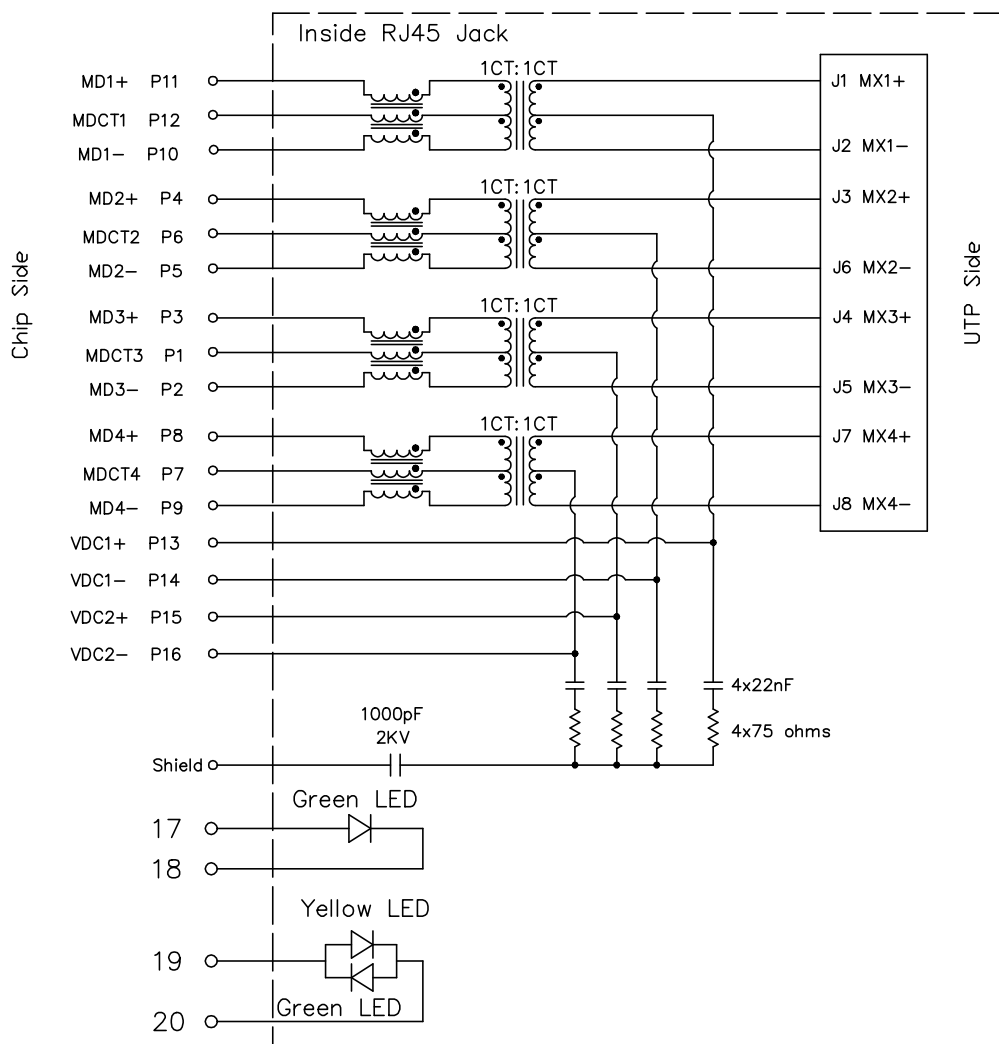 Inside RJ45 Jack
Chip Side
UTP Side
1CT:1CT
MD1+ P11
J1 MX1+
MDCT1 P12
MD1− P10
J2 MX1−
1CT:1CT
MD2+ P4
J3 MX2+
MDCT2 P6
MD2− P5
J6 MX2−
1CT:1CT
MD3+ P3
J4 MX3+
MDCT3 P1
MD3− P2
J5 MX3−
1CT:1CT
MD4+ P8
J7 MX4+
MDCT4 P7
MD4− P9
J8 MX4−
VDC1+ P13
VDC1− P14
VDC2+ P15
VDC2− P16
4x22nF
4x75 ohms
1000pF
2KV
Shield
Green LED
17
18
Yellow LED
19
Green LED
20